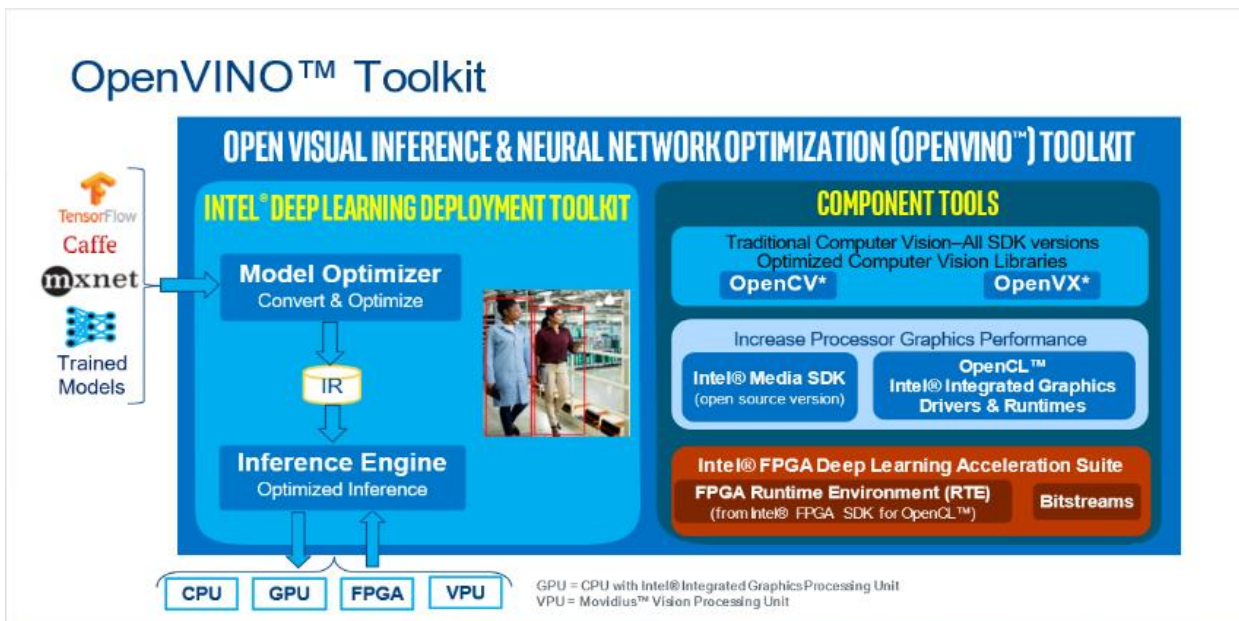 OpenVINO™ Toolkit
OPEN VISUAL INFERENCE & NEURAL NETWORK OPTIMIZATION (OPENVINO™) TOOLKIT
TensorFlow
Caffe
mxnet
Trained
Models
INTEL® DEEP LEARNING DEPLOYMENT TOOLKIT
Model Optimizer
Convert & Optimize
IR
Inference Engine
Optimized Inference
COMPONENT TOOLS
Traditional Computer Vision–All SDK versions
Optimized Computer Vision Libraries
OpenCV*
OpenVX*
Increase Processor Graphics Performance
Intel® Media SDK
(open source version)
OpenCL™
Intel® Integrated Graphics
Drivers & Runtimes
Intel® FPGA Deep Learning Acceleration Suite
FPGA Runtime Environment (RTE)
(from Intel® FPGA SDK for OpenCL™)
Bitstreams
CPU
GPU
FPGA
VPU
GPU = CPU with Intel® Integrated Graphics Processing Unit
VPU = Movidius™ Vision Processing Unit